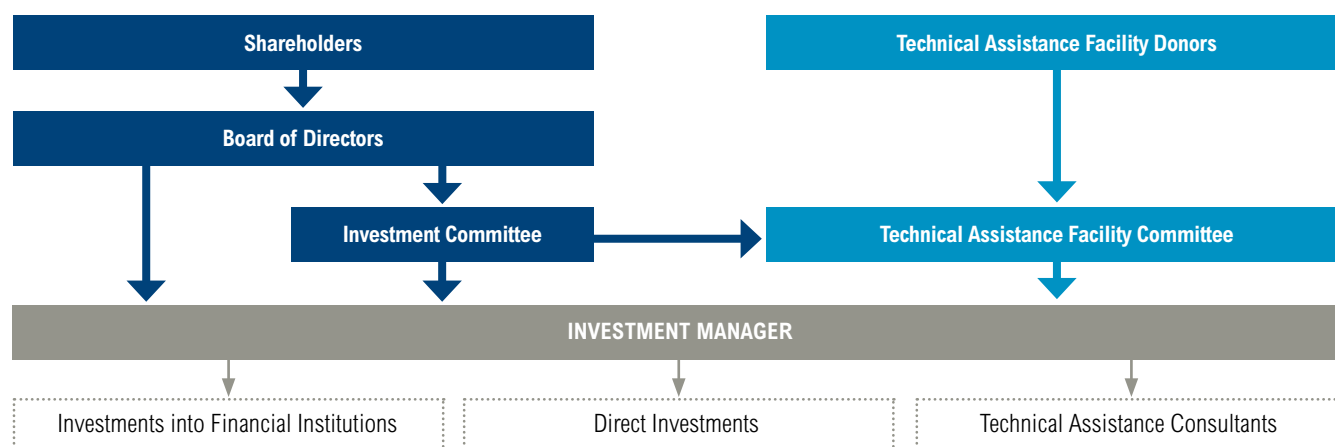 Shareholders
Technical Assistance Facility Donors
Board of Directors
Investment Committee
Technical Assistance Facility Committee
INVESTMENT MANAGER
Investments into Financial Institutions
Direct Investments
Technical Assistance Consultants